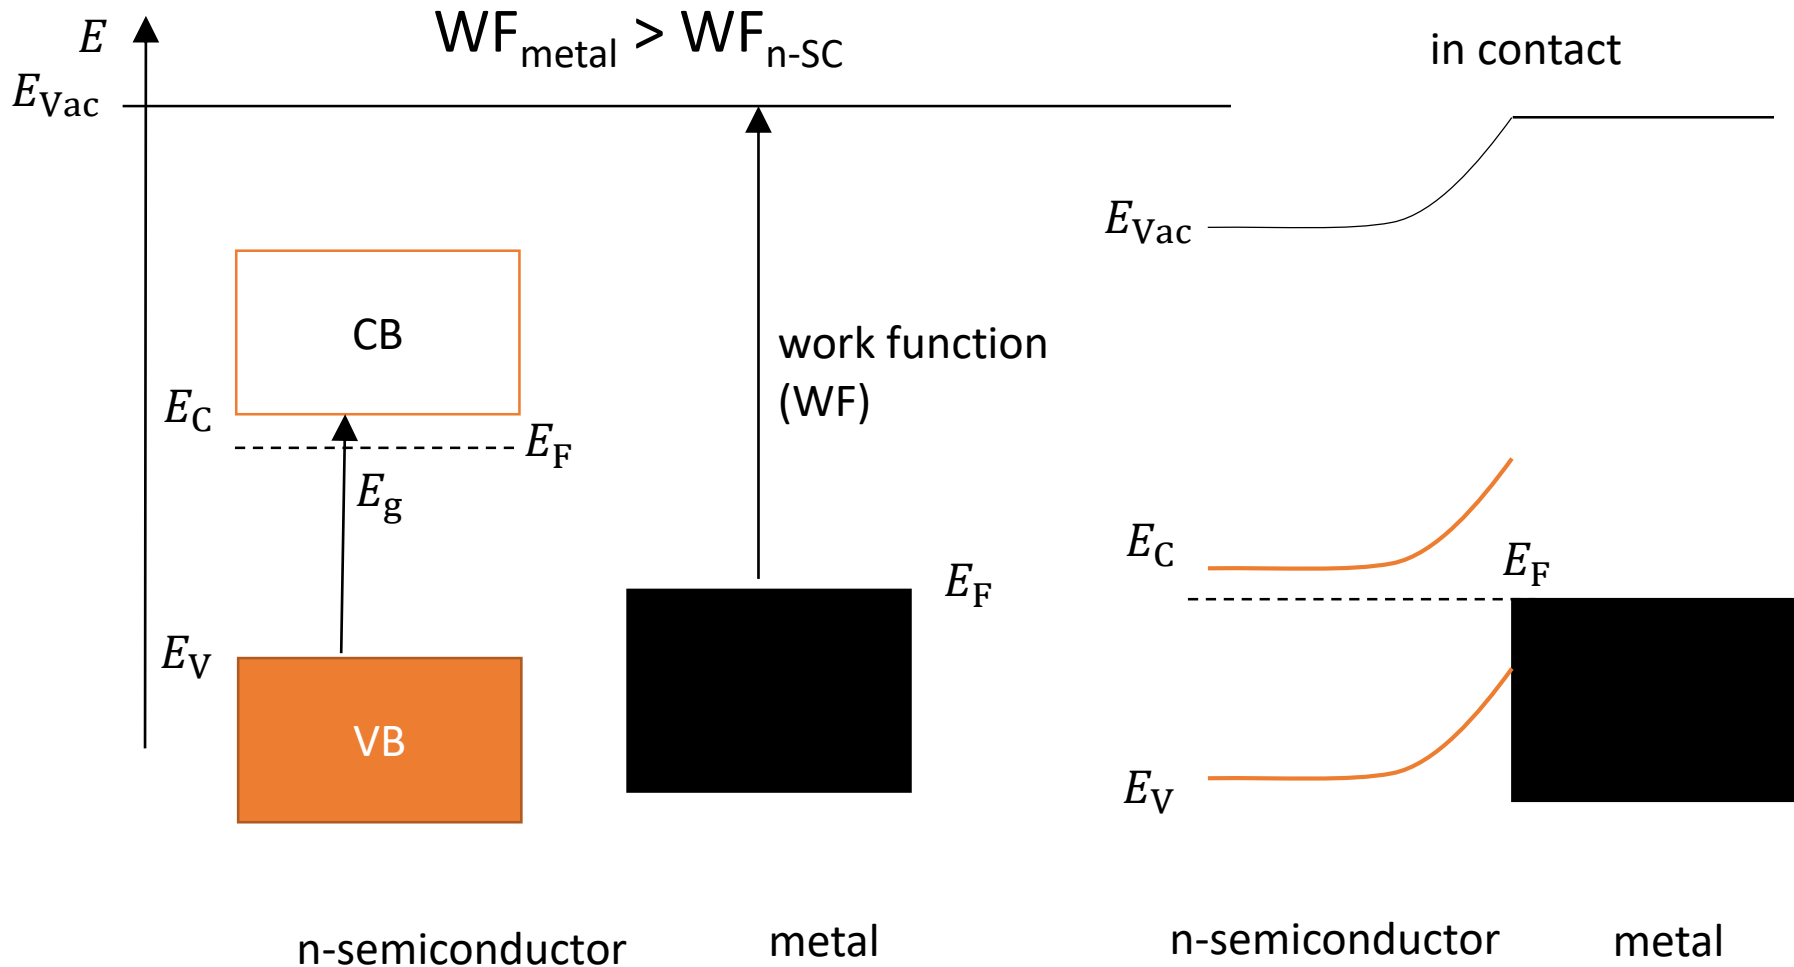 E
WFmetal > WFn-SC
in contact
EVac
EVac
CB
work function
(WF)
EC
EF
Eg
EC
EF
EF
EV
VB
EV
n-semiconductor
metal
n-semiconductor
metal